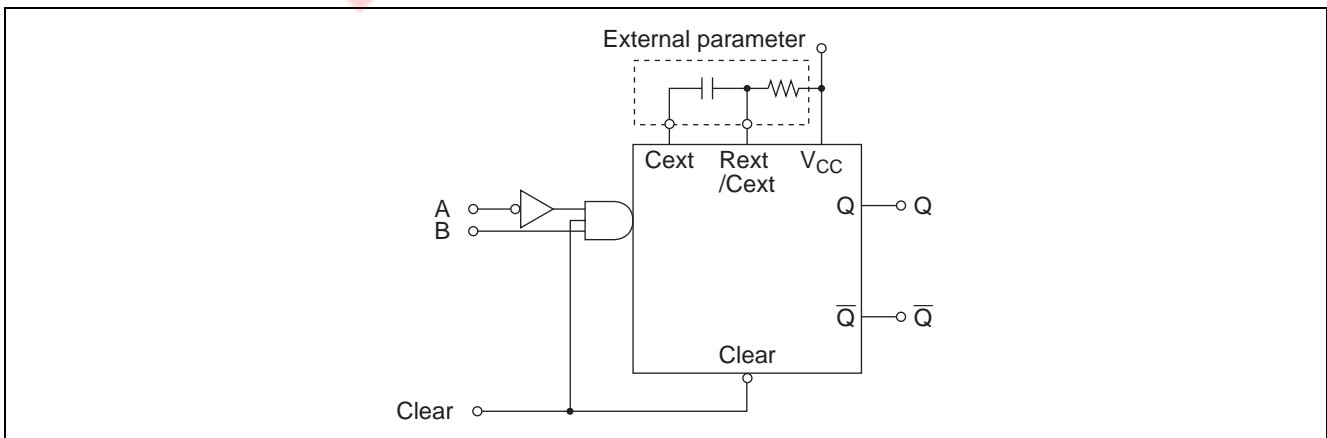 External parameter
Cext
Rext
/Cext
VCC
A
B
Q
Q
Q̅
Q̅
Clear
Clear